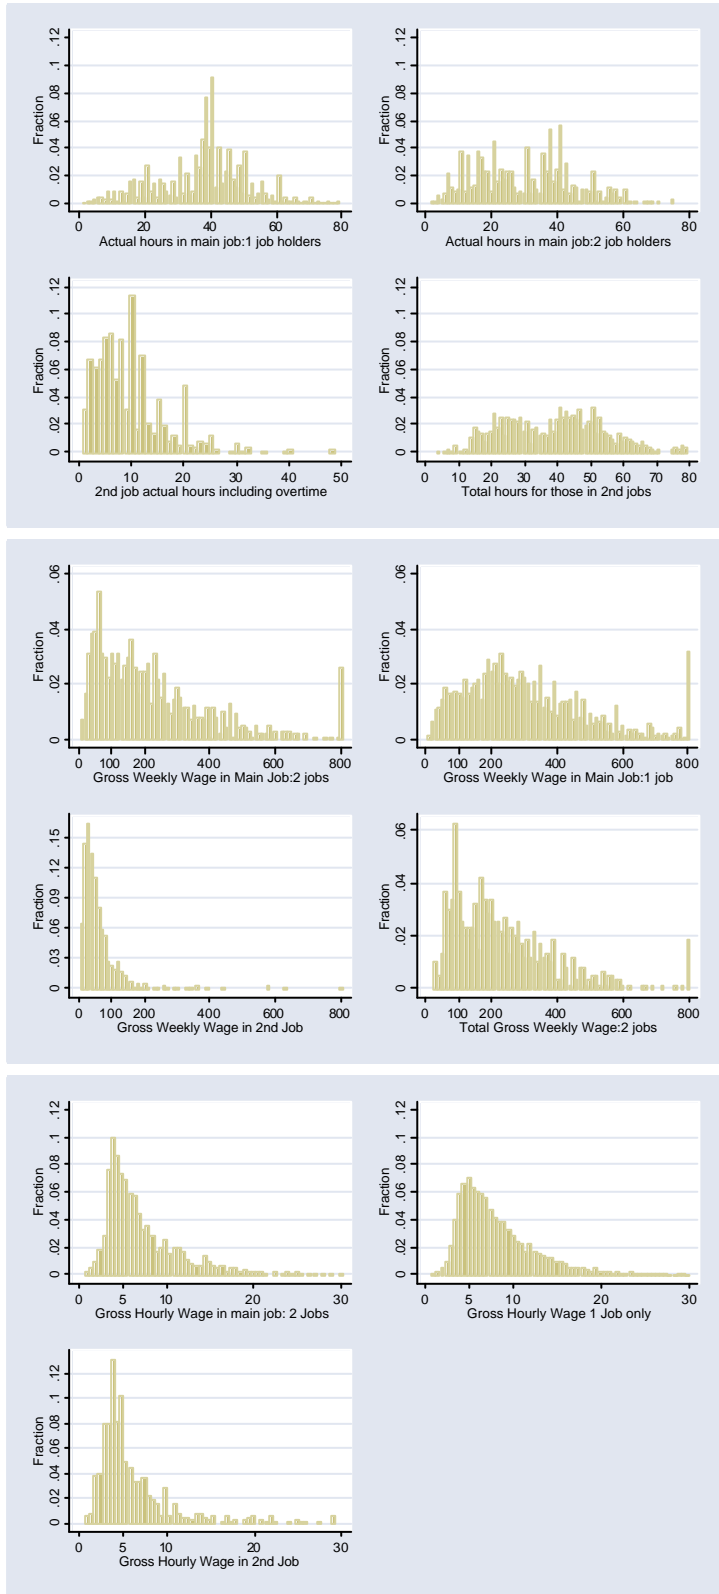 Fraction
0 .02 .04 .06 .08 .1 .12
0 20 40 60 80
Actual hours in main job:1 job holders
Fraction
0 .02 .04 .06 .08 .1 .12
0 20 40 60 80
Actual hours in main job:2 job holders
Fraction
0 .02 .04 .06 .08 .1 .12
0 10 20 30 40 50
2nd job actual hours including overtime
Fraction
0 .02 .04 .06 .08 .1 .12
0 10 20 30 40 50 60 70 80
Total hours for those in 2nd jobs
Fraction
0 .02 .04 .06
0 100 200 400 600 800
Gross Weekly Wage in Main Job:2 jobs
Fraction
0 .02 .04 .06
0 100 200 400 600 800
Gross Weekly Wage in Main Job:1 job
Fraction
0 .03 .06 .09 .12 .15
0 100 200 400 600 800
Gross Weekly Wage in 2nd Job
Fraction
0 .02 .04 .06
0 100 200 400 600 800
Total Gross Weekly Wage:2 jobs
Fraction
0 .02 .04 .06 .08 .1 .12
0 5 10 20 30
Gross Hourly Wage in main job: 2 Jobs
Fraction
0 .02 .04 .06 .08 .1 .12
0 5 10 20 30
Gross Hourly Wage 1 Job only
Fraction
0 .02 .04 .06 .08 .1 .12
0 5 10 20 30
Gross Hourly Wage in 2nd Job